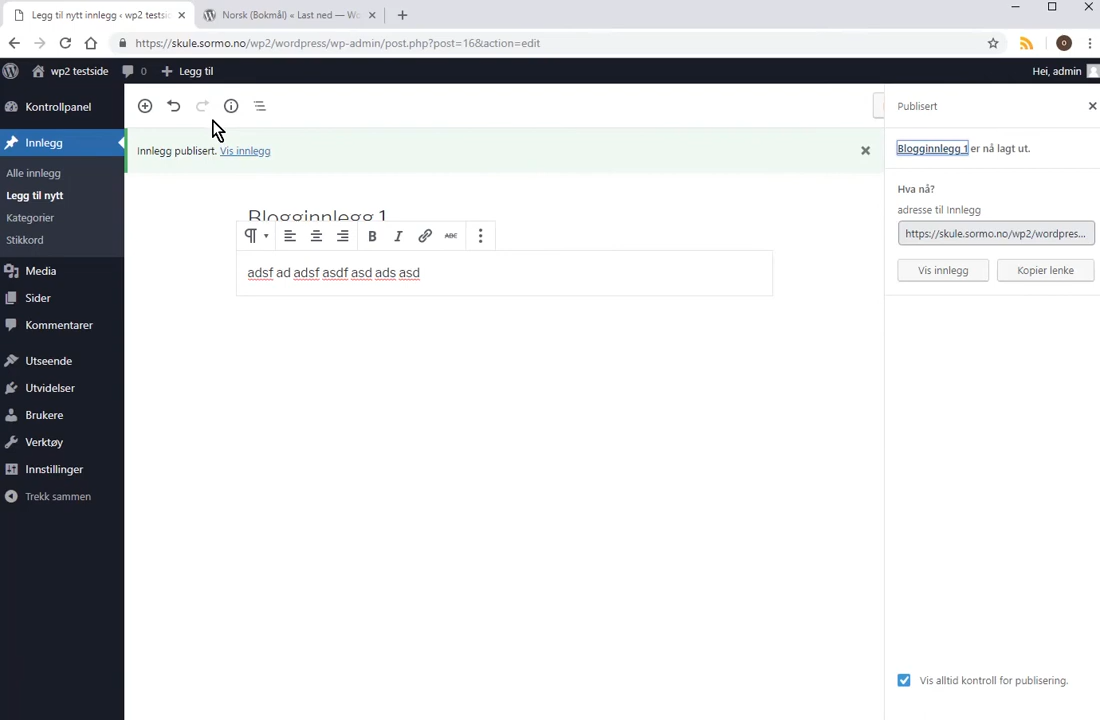 Legg til nytt innlegg ‹ wp2 testsi
Norsk (Bokmål) « Last ned — Wo
https://skule.sormo.no/wp2/wordpress/wp-admin/post.php?post=16&action=edit
wp2 testside
0
Legg til
Hei, admin
Kontrollpanel
Innlegg
Alle innlegg
Legg til nytt
Kategorier
Stikkord
Media
Sider
Kommentarer
Utseende
Utvidelser
Brukere
Verktøy
Innstillinger
Trekk sammen
Innlegg publisert. Vis innlegg
Blogginnlegg 1
B I ABC
adsf ad adsf asdf asd ads asd
Publisert
Blogginnlegg 1 er nå lagt ut.
Hva nå?
adresse til Innlegg
https://skule.sormo.no/wp2/wordpres...
Vis innlegg
Kopier lenke
Vis alltid kontroll for publisering.